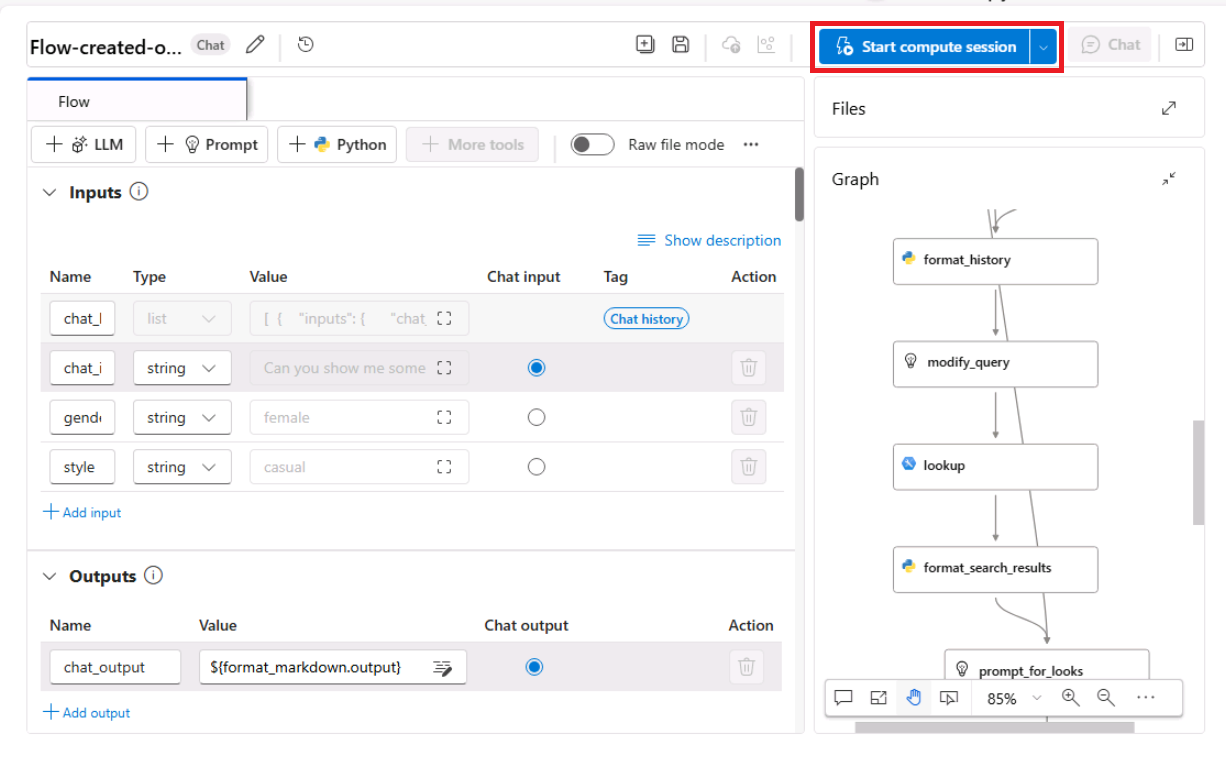 Flow-created-o... Chat
Start compute session
Chat
Flow
LLM
Prompt
Python
More tools
Raw file mode
Inputs
Show description
Name Type Value Chat input Tag Action
chat_l list [ { "inputs": { "chat_ Chat history
chat_i string Can you show me some
gende string female
style string casual
Add input
Outputs
Name Value Chat output Action
chat_output ${format_markdown.output}
Add output
Files
Graph
format_history
modify_query
lookup
format_search_results
prompt_for_looks
85%